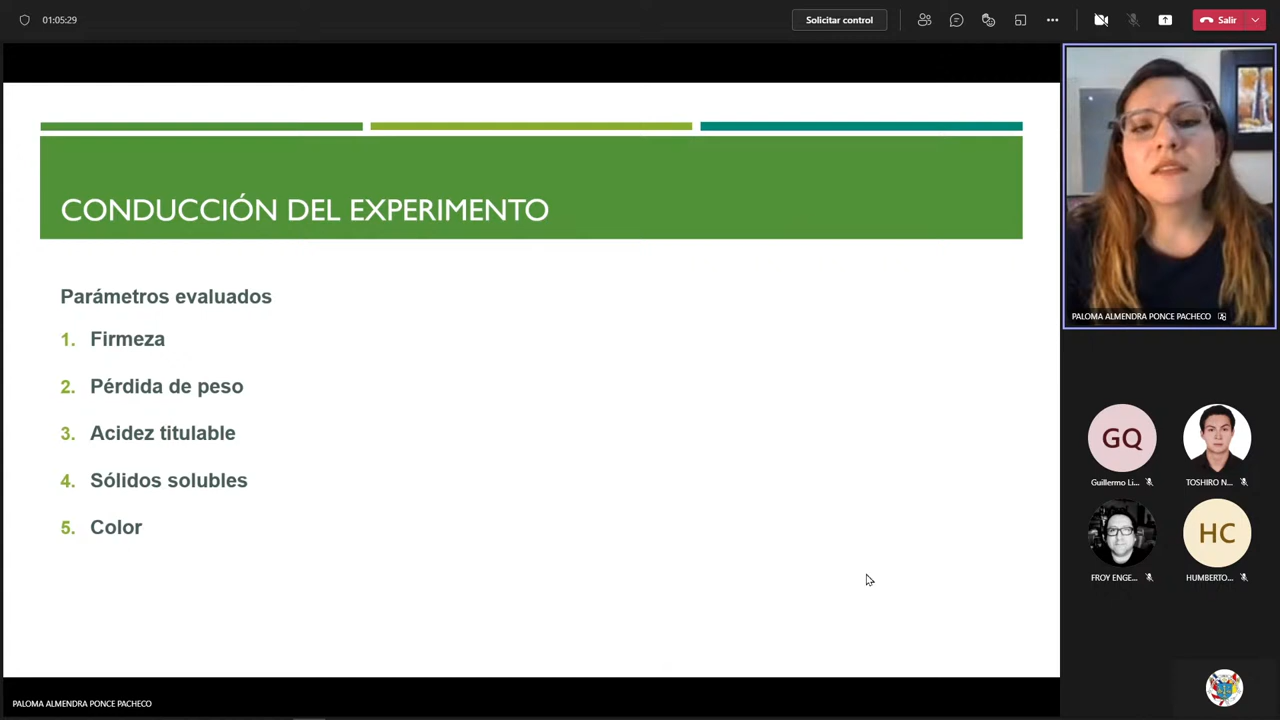 01:05:29
Solicitar control
Salir
CONDUCCIÓN DEL EXPERIMENTO
Parámetros evaluados
1. Firmeza
2. Pérdida de peso
3. Acidez titulable
4. Sólidos solubles
5. Color
PALOMA ALMENDRA PONCE PACHECO
GQ
Guillermo Li...
TOSHIRO N...
FROY ENGE...
HC
HUMBERTO...
PALOMA ALMENDRA PONCE PACHECO